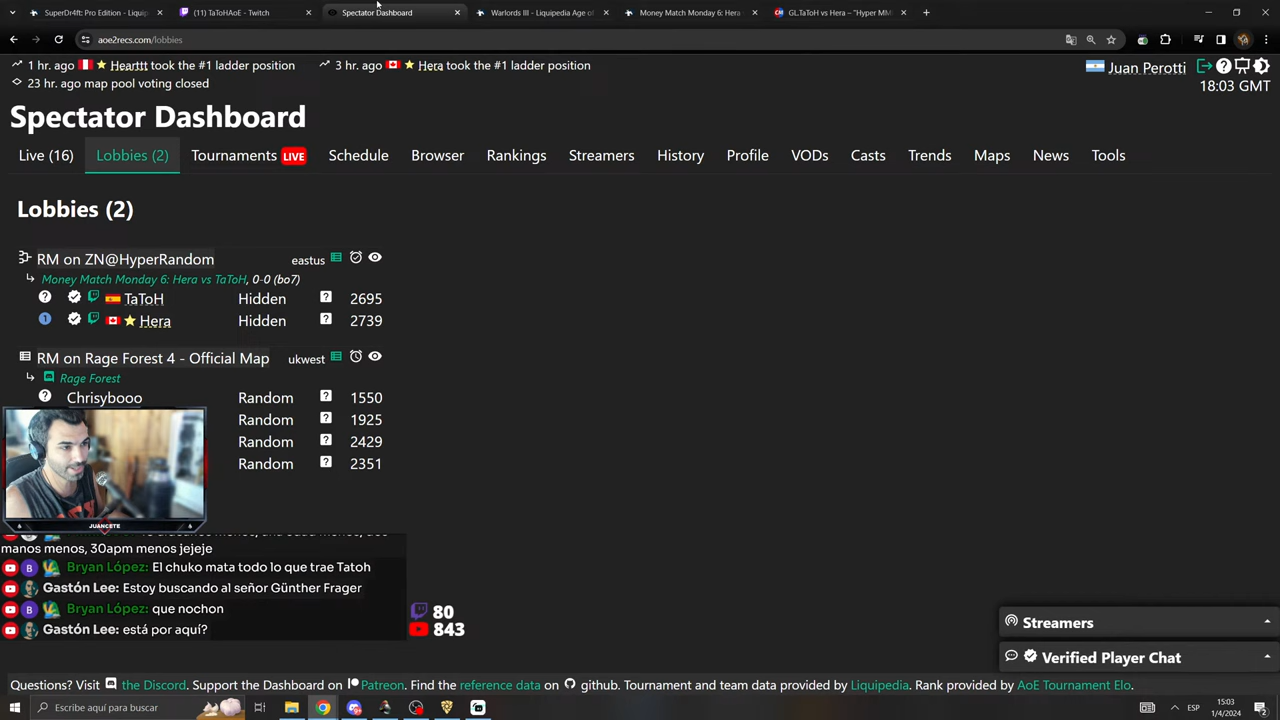 SuperDr4ft: Pro Edition - Liquip
(11) TaToHAoE - Twitch
Spectator Dashboard
Warlords III - Liquipedia Age of
Money Match Monday 6: Hera
GL.TaToH vs Hera – "Hyper MM
aoe2recs.com/lobbies
1 hr. ago Heartt took the #1 ladder position
3 hr. ago Hera took the #1 ladder position
Juan Perotti
23 hr. ago map pool voting closed
18:03 GMT
Spectator Dashboard
Live (16) Lobbies (2) Tournaments LIVE Schedule Browser Rankings Streamers History Profile VODs Casts Trends Maps News Tools
Lobbies (2)
RM on ZN@HyperRandom eastus
Money Match Monday 6: Hera vs TaToH, 0-0 (bo7)
TaToH Hidden 2695
1 Hera Hidden 2739
RM on Rage Forest 4 - Official Map ukwest
Rage Forest
Chrisybooo Random 1550
Random 1925
Random 2429
Random 2351
JUANCETE
manos menos, 30apm menos jejeje
Bryan López: El chuko mata todo lo que trae Tatoh
Gastón Lee: Estoy buscando al señor Günther Frager
Bryan López: que nochon
Gastón Lee: está por aquí?
80
843
Streamers
Verified Player Chat
Questions? Visit the Discord. Support the Dashboard on Patreon. Find the reference data on github. Tournament and team data provided by Liquipedia. Rank provided by AoE Tournament Elo.
Escribe aquí para buscar
ESP
15:03
1/4/2024
2